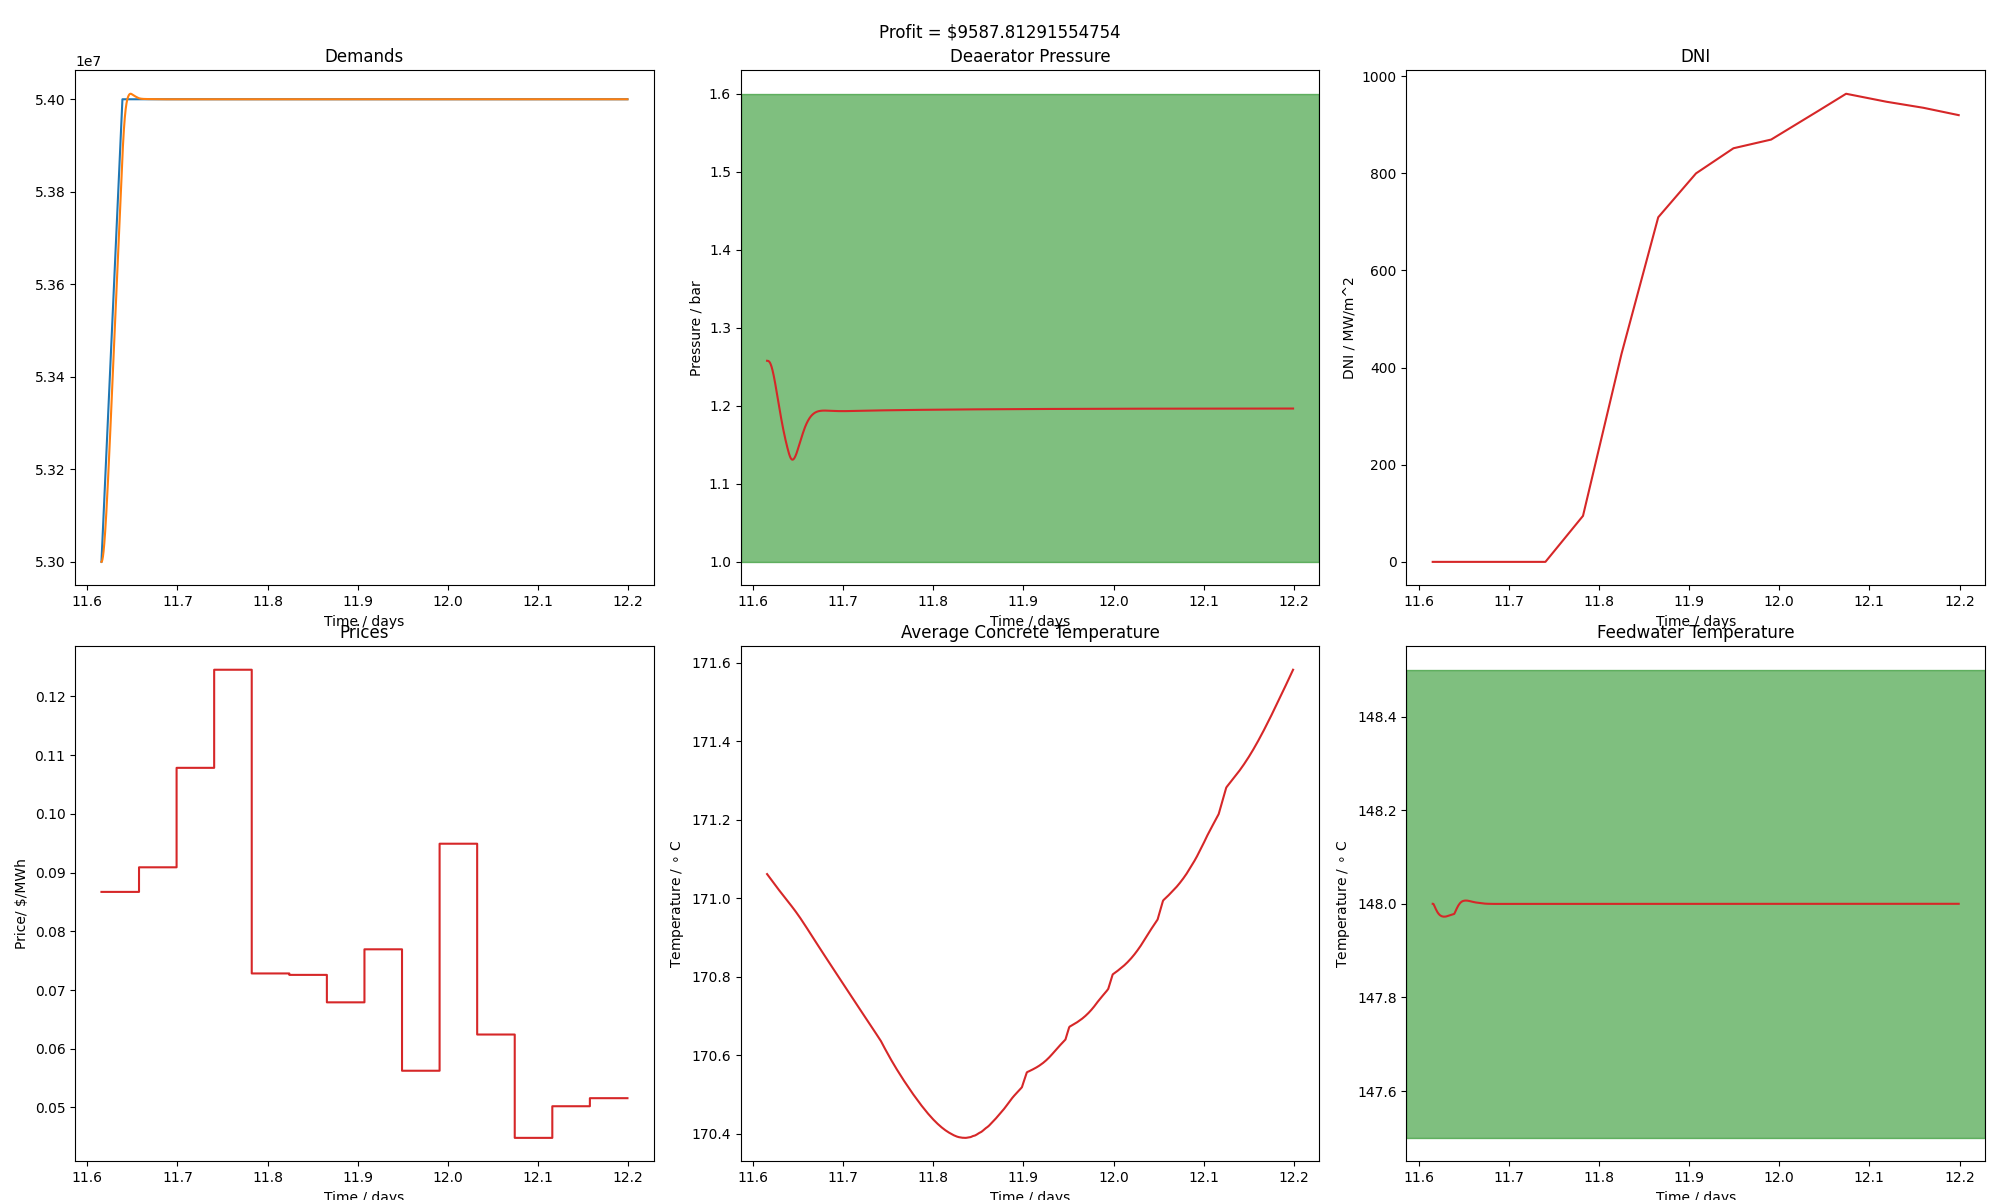 Profit = $9587.81291554754
Demands
1e7
5.40
5.38
5.36
5.34
5.32
5.30
11.6 11.7 11.8 11.9 12.0 12.1 12.2
Time / days
Deaerator Pressure
Pressure / bar
1.6
1.5
1.4
1.3
1.2
1.1
1.0
11.6 11.7 11.8 11.9 12.0 12.1 12.2
Time / days
DNI
DNI / MW/m^2
1000
800
600
400
200
0
11.6 11.7 11.8 11.9 12.0 12.1 12.2
Time / days
Prices
Price/ $/MWh
0.12
0.11
0.10
0.09
0.08
0.07
0.06
0.05
11.6 11.7 11.8 11.9 12.0 12.1 12.2
Time / days
Average Concrete Temperature
Temperature / ∘ C
171.6
171.4
171.2
171.0
170.8
170.6
170.4
11.6 11.7 11.8 11.9 12.0 12.1 12.2
Time / days
Feedwater Temperature
Temperature / ∘ C
148.4
148.2
148.0
147.8
147.6
11.6 11.7 11.8 11.9 12.0 12.1 12.2
Time / days